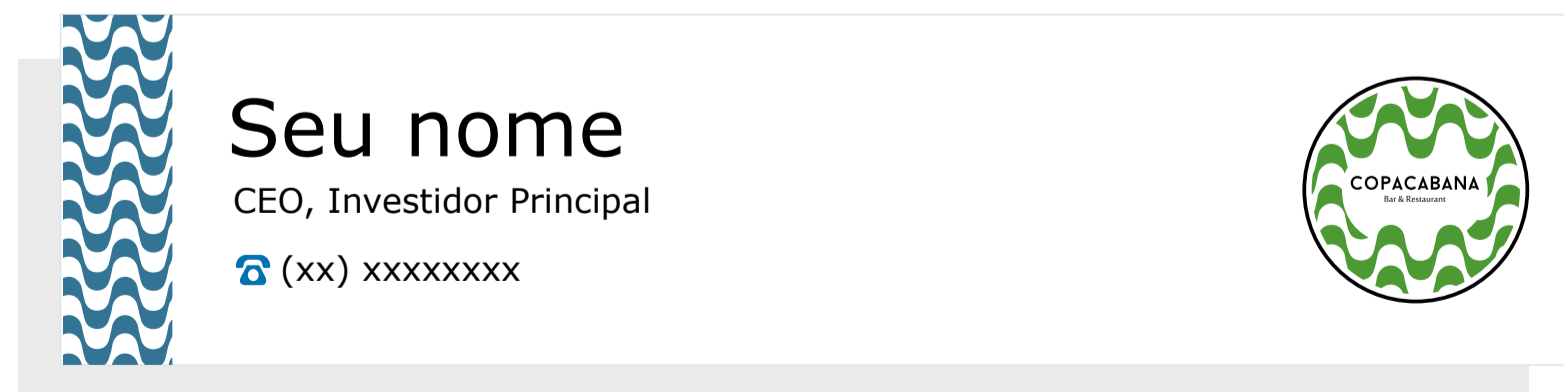 Seu nome
CEO, Investidor Principal
(xx) xxxxxxxx
COPACABANA
Bar & Restaurant